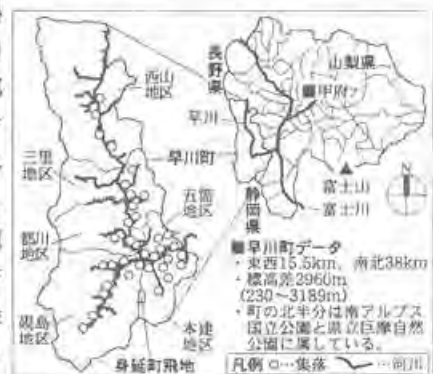 西山
地区
三里
地区
都川
地区
硯島
地区
早川町
五箇
地区
本建
地区
身延町飛地
長野県
山梨県
甲府
早川
静岡県
富士山
富士川
N
■早川町データ
・東西15.5km，南北38km
・標高差2960m
(230～3189m)
・町の北半分は南アルプス
国立公園と県立巨摩自然
公園に属している。
凡例 ○…集落 …河川